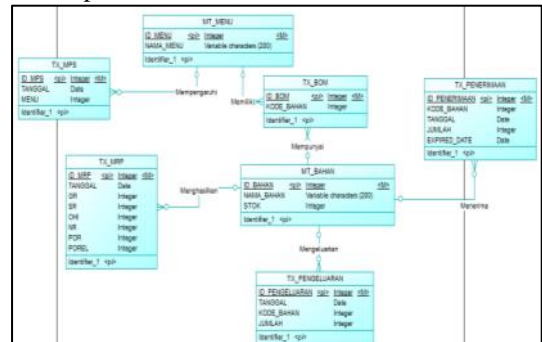 MT_MENU
ID_MENU <pi> Integer <M>
NAMA_MENU Variable characters (200)
Identifier_1 <pi>
TX_MPS
ID_MPS <pi> Integer <M>
TANGGAL Date
MENU Integer
Identifier_1 <pi>
Mempengaruhi
Memiliki
TX_BOM
ID_BOM <pi> Integer <M>
KODE_BAHAN Integer
Identifier_1 <pi>
TX_PENERIMAAN
ID_PENERIMAAN <pi> Integer <M>
KODE_BAHAN Integer
TANGGAL Date
JUMLAH Integer
EXPIRED_DATE Date
Identifier_1 <pi>
Mempunyai
TX_MRP
ID_MRP <pi> Integer <M>
TANGGAL Date
GR Integer
SR Integer
OHI Integer
NR Integer
POR Integer
POREL Integer
Identifier_1 <pi>
Menghasilkan
MT_BAHAN
ID_BAHAN <pi> Integer <M>
NAMA_BAHAN Variable characters (200)
STOK Integer
Identifier_1 <pi>
Menerima
Mengeluarkan
TX_PENGELUARAN
ID_PENGELUARAN <pi> Integer <M>
TANGGAL Date
KODE_BAHAN Integer
JUMLAH Integer
Identifier_1 <pi>